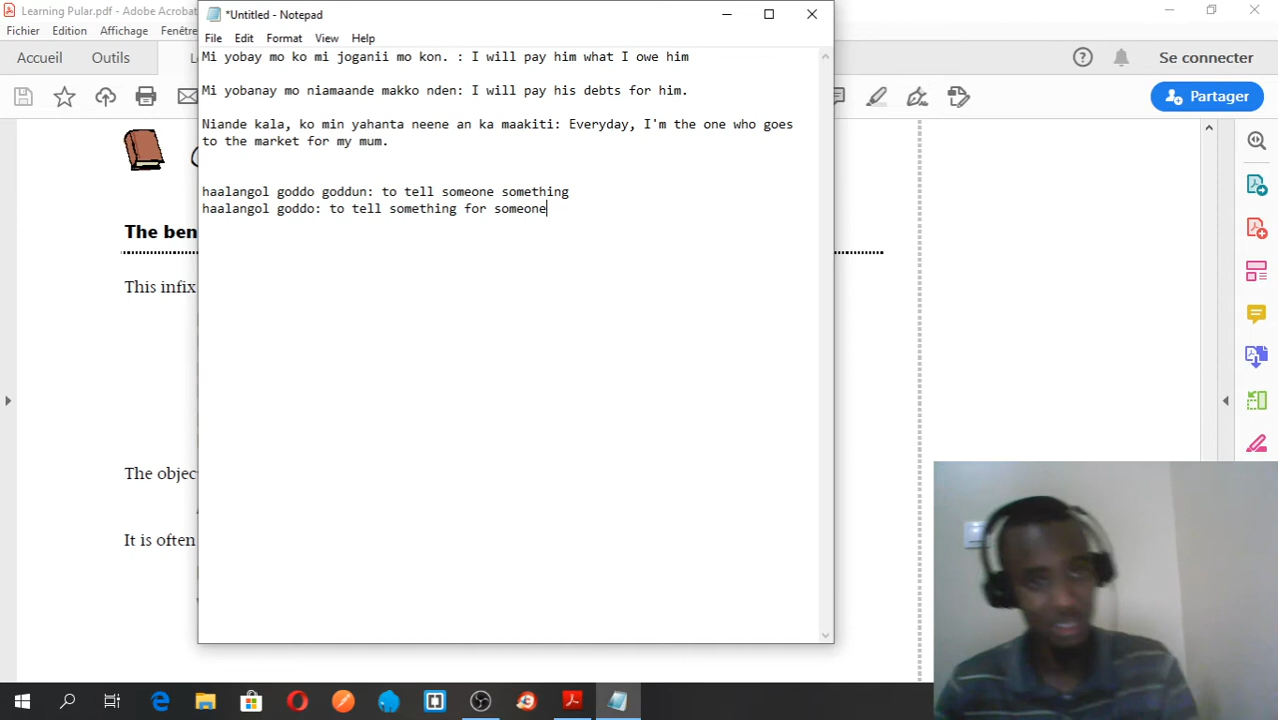 Learning Pular.pdf - Adobe Acrobat
*Untitled - Notepad
Fichier Edition Affichage Fenêtre
File Edit Format View Help
Accueil Outils
Se connecter
Partager
Mi yobay mo ko mi joganii mo kon. : I will pay him what I owe him
Mi yobanay mo niamaande makko nden: I will pay his debts for him.
Niande kala, ko min yahanta neene an ka maakiti: Everyday, I'm the one who goes
to the market for my mum.
haalangol goddo goddun: to tell someone something
haalangol goddo: to tell something for someone
The ben
This infix
The objec
It is often